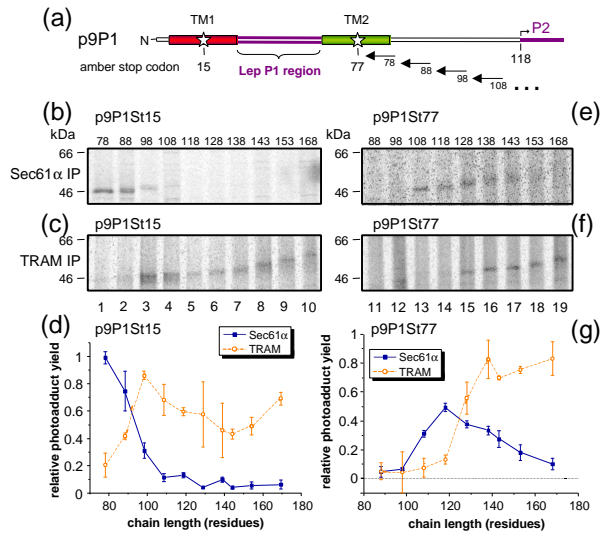 (a)
TM1 TM2 P2
p9P1 N
amber stop codon 15 Lep P1 region 77 78 88 98 108 118 ...
(b) p9P1St15 p9P1St77 (e)
kDa 78 88 98 108 118 128 138 143 153 168 88 98 108 118 128 138 143 153 168
66 66
Sec61α IP
46 46
(c) p9P1St15 p9P1St77 (f)
66 66
TRAM IP
46 46
1 2 3 4 5 6 7 8 9 10 11 12 13 14 15 16 17 18 19
(d) p9P1St15 p9P1St77 (g)
Sec61α
TRAM
Sec61α
TRAM
relative photoadduct yield
1.0
0.8
0.6
0.4
0.2
0
80 100 120 140 160 180
chain length (residues)
relative photoadduct yield
1.0
0.8
0.6
0.4
0.2
0
80 100 120 140 160 180
chain length (residues)